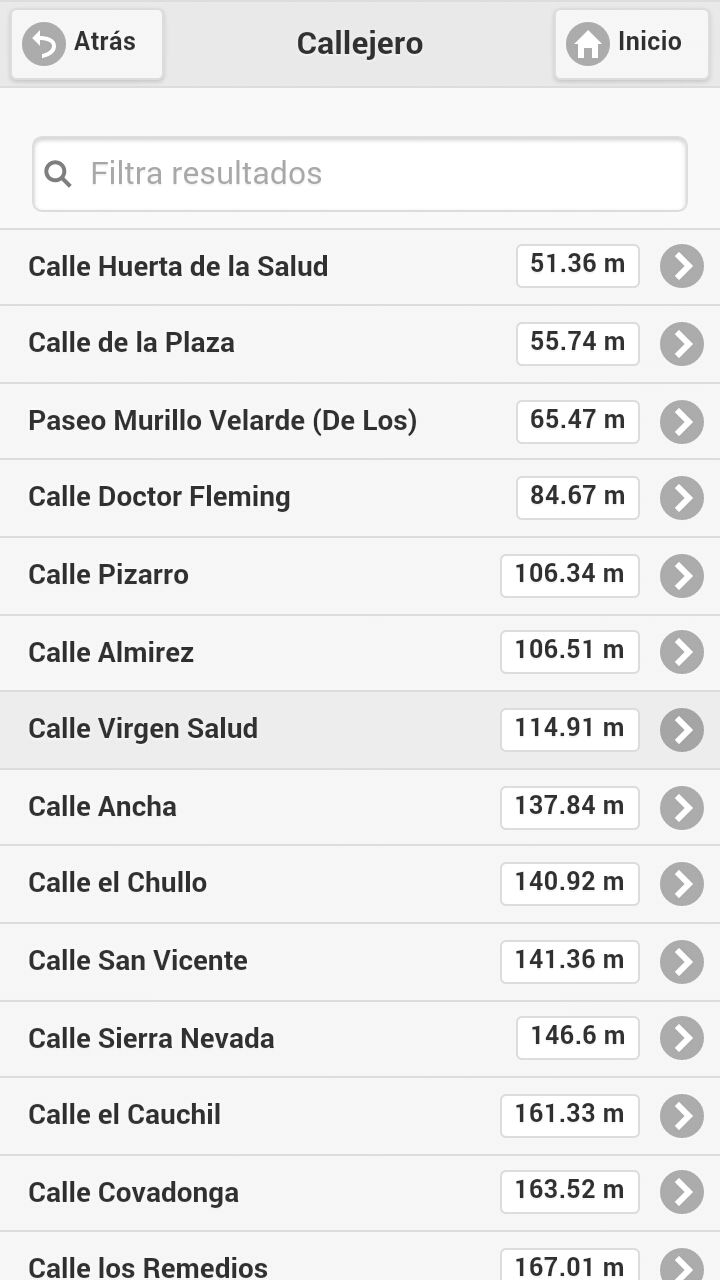 Atrás
Callejero
Inicio
Filtra resultados
Calle Huerta de la Salud 51.36 m
Calle de la Plaza 55.74 m
Paseo Murillo Velarde (De Los) 65.47 m
Calle Doctor Fleming 84.67 m
Calle Pizarro 106.34 m
Calle Almirez 106.51 m
Calle Virgen Salud 114.91 m
Calle Ancha 137.84 m
Calle el Chullo 140.92 m
Calle San Vicente 141.36 m
Calle Sierra Nevada 146.6 m
Calle el Cauchil 161.33 m
Calle Covadonga 163.52 m
Calle los Remedios 167.01 m